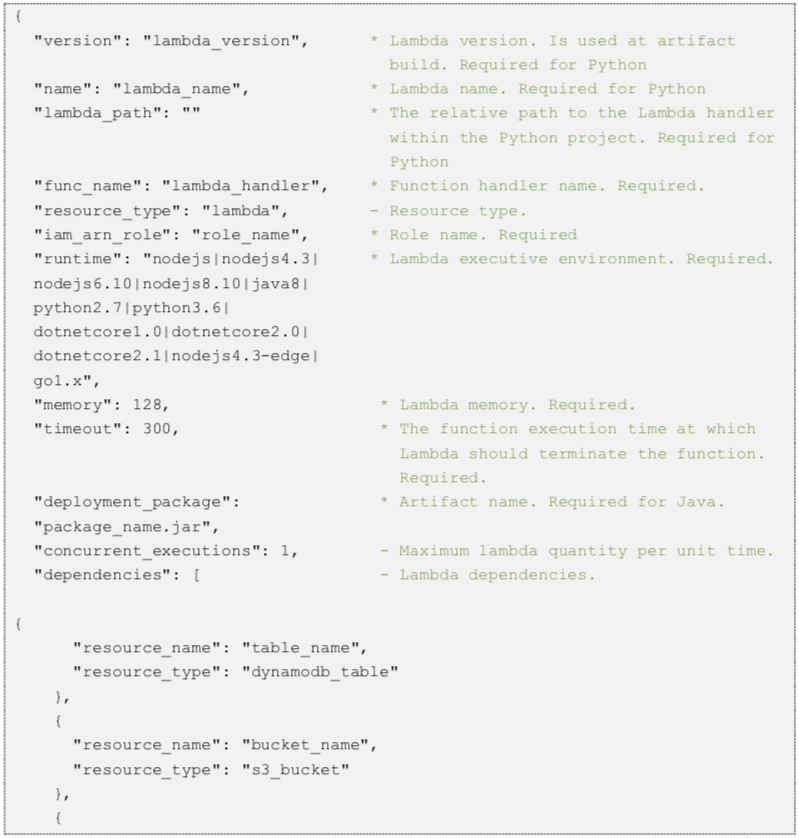 {
"version": "lambda_version", * Lambda version. Is used at artifact
build. Required for Python
"name": "lambda_name", * Lambda name. Required for Python
"lambda_path": "" * The relative path to the Lambda handler
within the Python project. Required for
Python
"func_name": "lambda_handler", * Function handler name. Required.
"resource_type": "lambda", - Resource type.
"iam_arn_role": "role_name", * Role name. Required
"runtime": "nodejs|nodejs4.3| * Lambda executive environment. Required.
nodejs6.10|nodejs8.10|java8|
python2.7|python3.6|
dotnetcore1.0|dotnetcore2.0|
dotnetcore2.1|nodejs4.3-edge|
go1.x",
"memory": 128, * Lambda memory. Required.
"timeout": 300, * The function execution time at which
Lambda should terminate the function.
Required.
"deployment_package": * Artifact name. Required for Java.
"package_name.jar",
"concurrent_executions": 1, - Maximum lambda quantity per unit time.
"dependencies": [ - Lambda dependencies.
{
"resource_name": "table_name",
"resource_type": "dynamodb_table"
},
{
"resource_name": "bucket_name",
"resource_type": "s3_bucket"
},
{